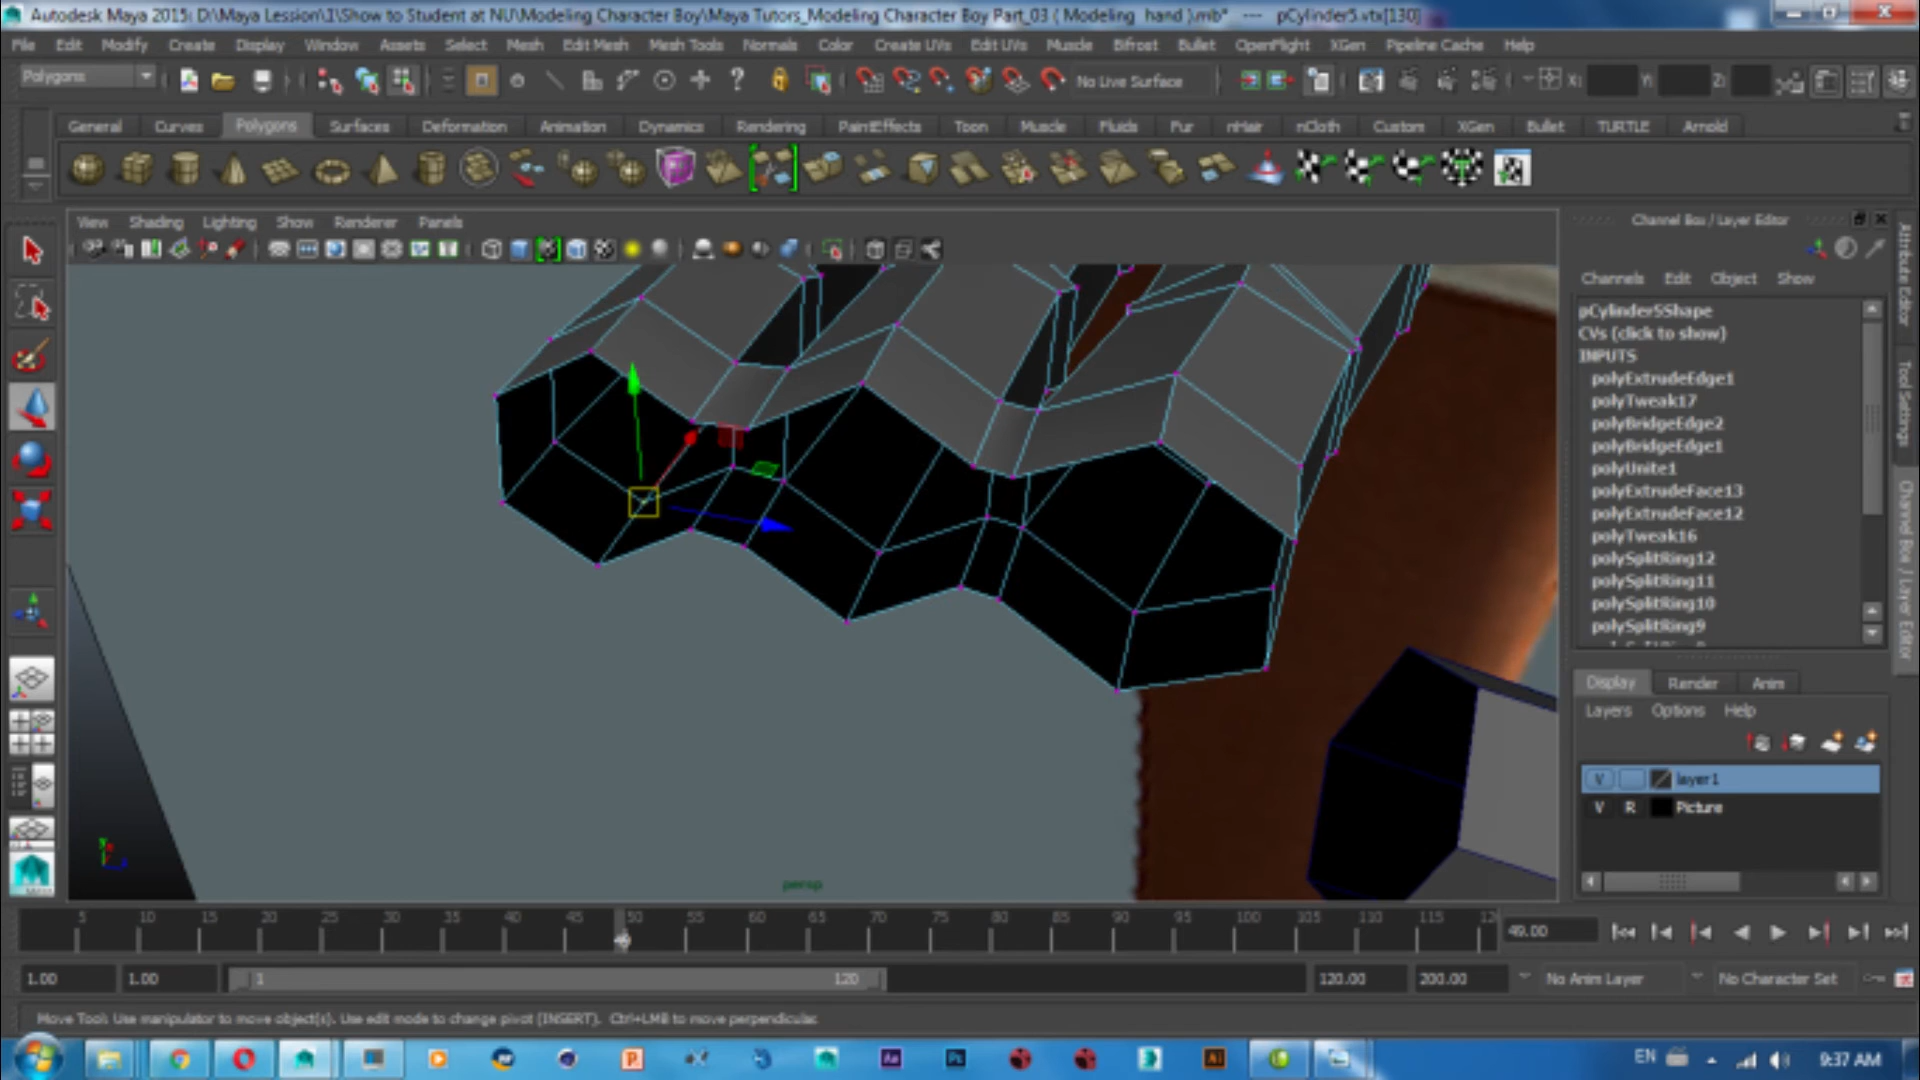 Autodesk Maya 2015: D:\Maya Lession\1\Show to Student at NU\Modeling Character Boy\Maya Tutors_Modeling Character Boy Part_03 ( Modeling hand ).mb* --- pCylinder5.vtx[130]
File Edit Modify Create Display Window Assets Select Mesh Edit Mesh Mesh Tools Normals Color Create UVs Edit UVs Muscle Bifrost Bullet OpenFlight XGen Pipeline Cache Help
Polygons No Live Surface X: Y: Z:
General Curves Polygons Surfaces Deformation Animation Dynamics Rendering PaintEffects Toon Muscle Fluids Fur nHair nCloth Custom XGen Bullet TURTLE Arnold
View Shading Lighting Show Renderer Panels
Channel Box / Layer Editor
Channels Edit Object Show
pCylinder5Shape
CVs (click to show)
INPUTS
polyExtrudeEdge1
polyTweak17
polyBridgeEdge2
polyBridgeEdge1
polyUnite1
polyExtrudeFace13
polyExtrudeFace12
polyTweak16
polySplitRing12
polySplitRing11
polySplitRing10
polySplitRing9
Attribute Editor
Tool Settings
Channel Box / Layer Editor
Display Render Anim
Layers Options Help
V layer1
V R Picture
persp
5 10 15 20 25 30 35 40 45 50 55 60 65 70 75 80 85 90 95 100 105 110 115 12
49.00
1.00 1.00 1 120 120.00 200.00 No Anim Layer No Character Set
Move Tool: Use manipulator to move object(s). Use edit mode to change pivot (INSERT). Ctrl+LMB to move perpendicular.
EN 9:37 AM